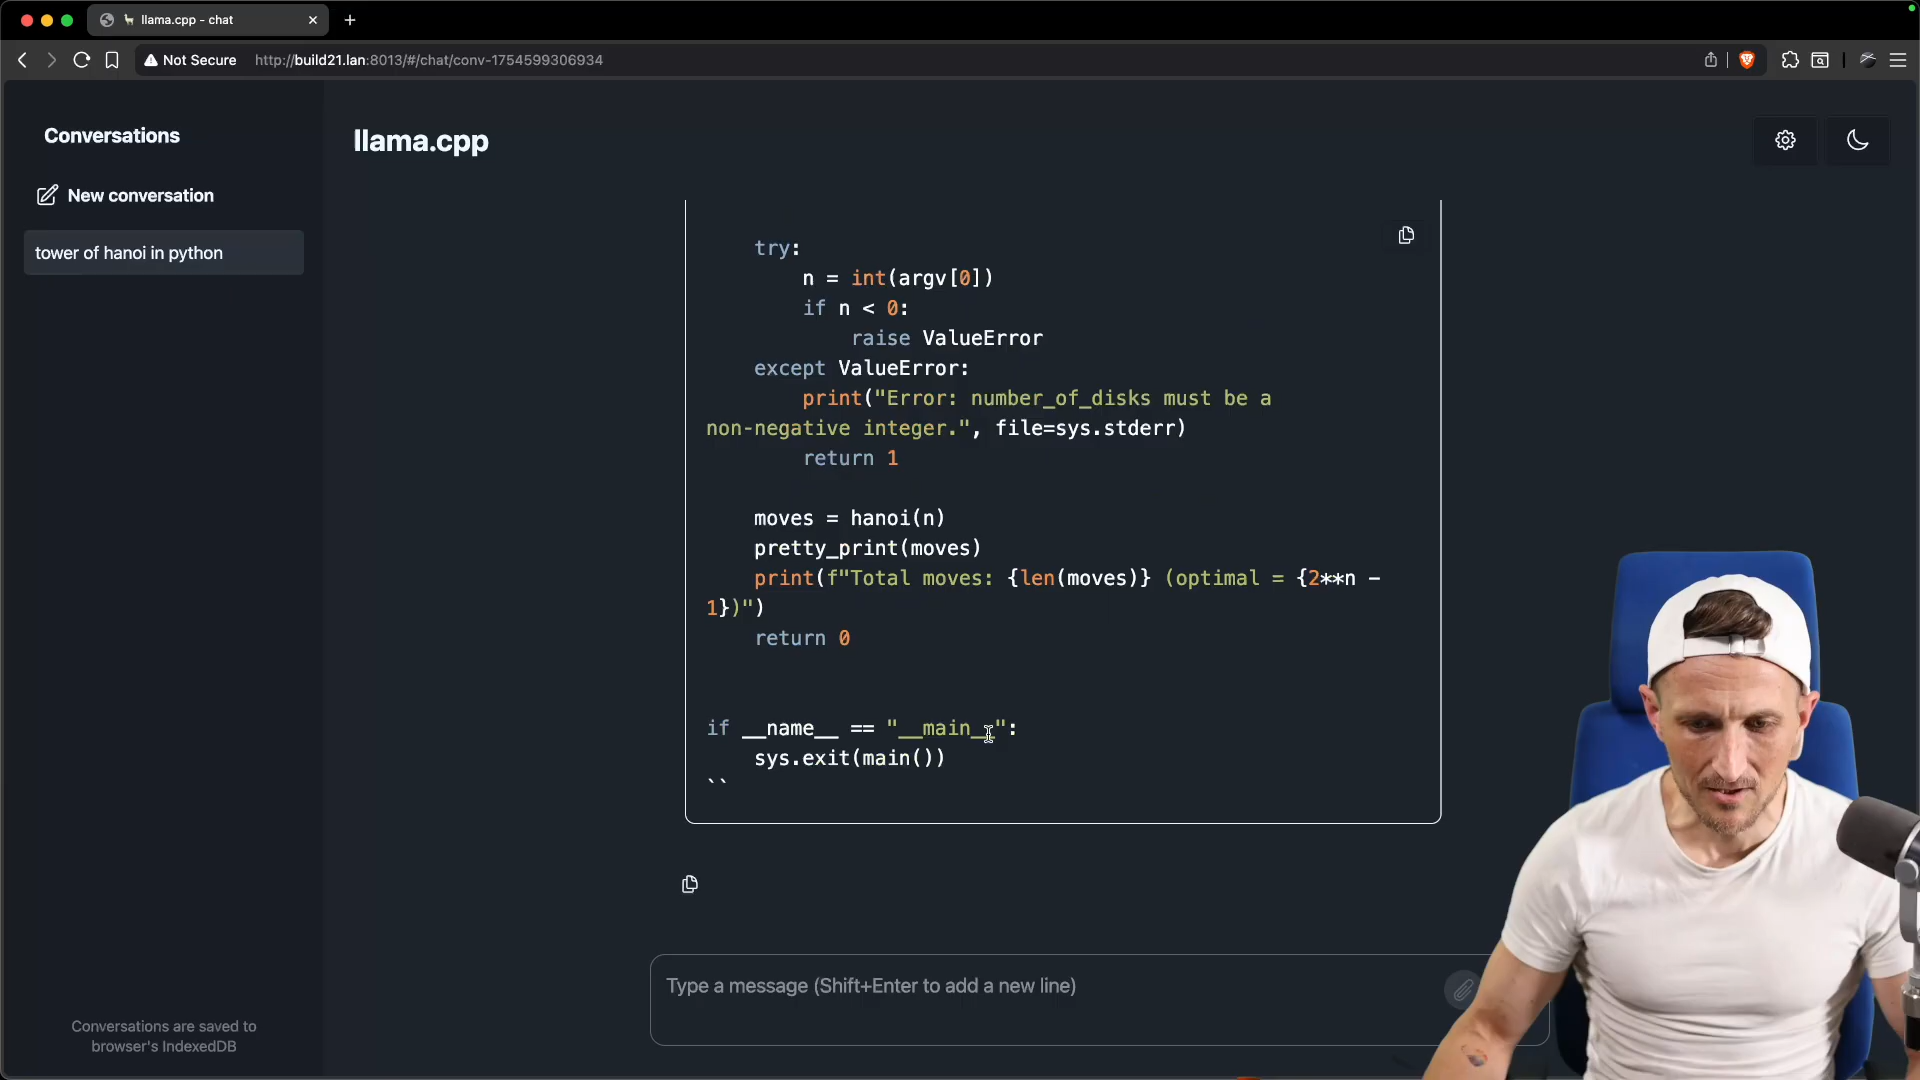 llama.cpp - chat
Not Secure http://build21.lan:8013/#/chat/conv-1754599306934
Conversations
New conversation
tower of hanoi in python
Conversations are saved to
browser's IndexedDB
llama.cpp
try:
n = int(argv[0])
if n < 0:
raise ValueError
except ValueError:
print("Error: number_of_disks must be a
non-negative integer.", file=sys.stderr)
return 1
moves = hanoi(n)
pretty_print(moves)
print(f"Total moves: {len(moves)} (optimal = {2**n -
1})")
return 0
if __name__ == "__main__":
sys.exit(main())
``
Type a message (Shift+Enter to add a new line)